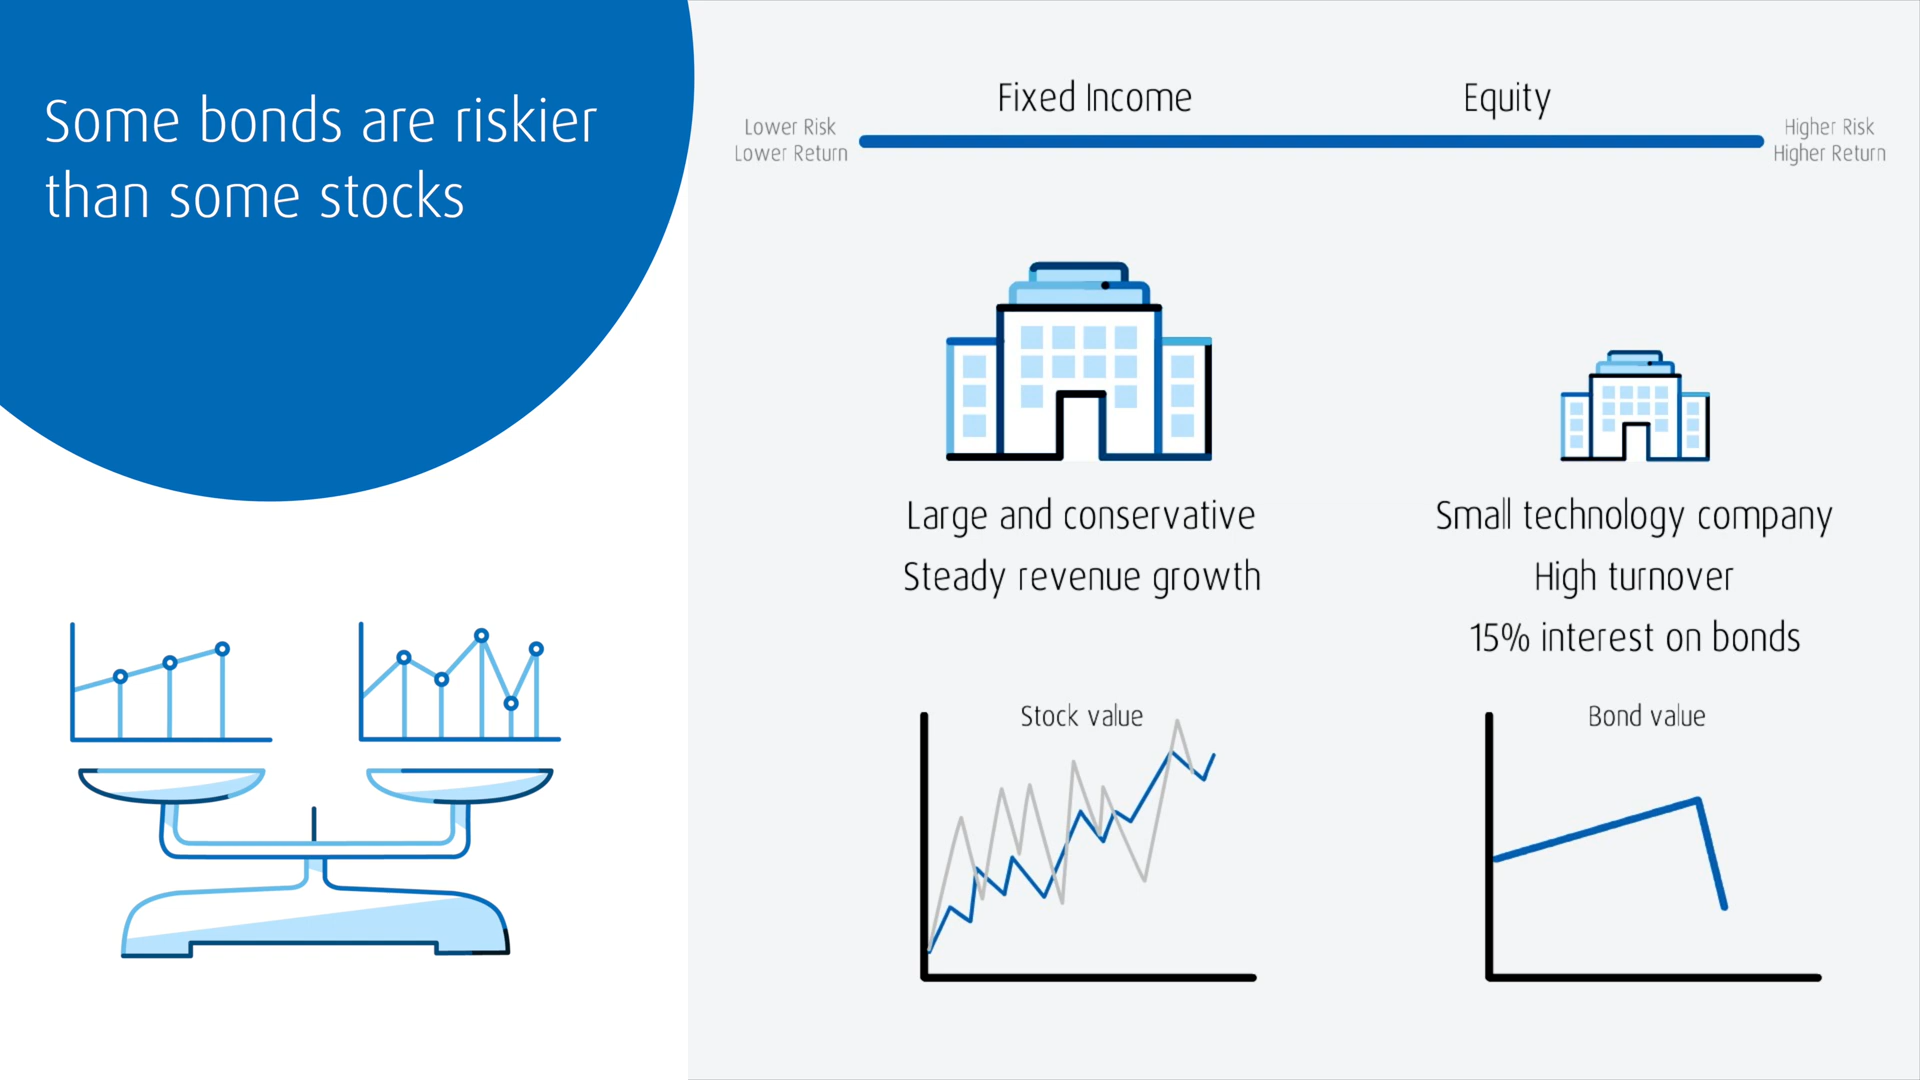 Some bonds are riskier
than some stocks
Fixed Income
Equity
Lower Risk
Lower Return
Higher Risk
Higher Return
Large and conservative
Steady revenue growth
Small technology company
High turnover
15% interest on bonds
Stock value
Bond value